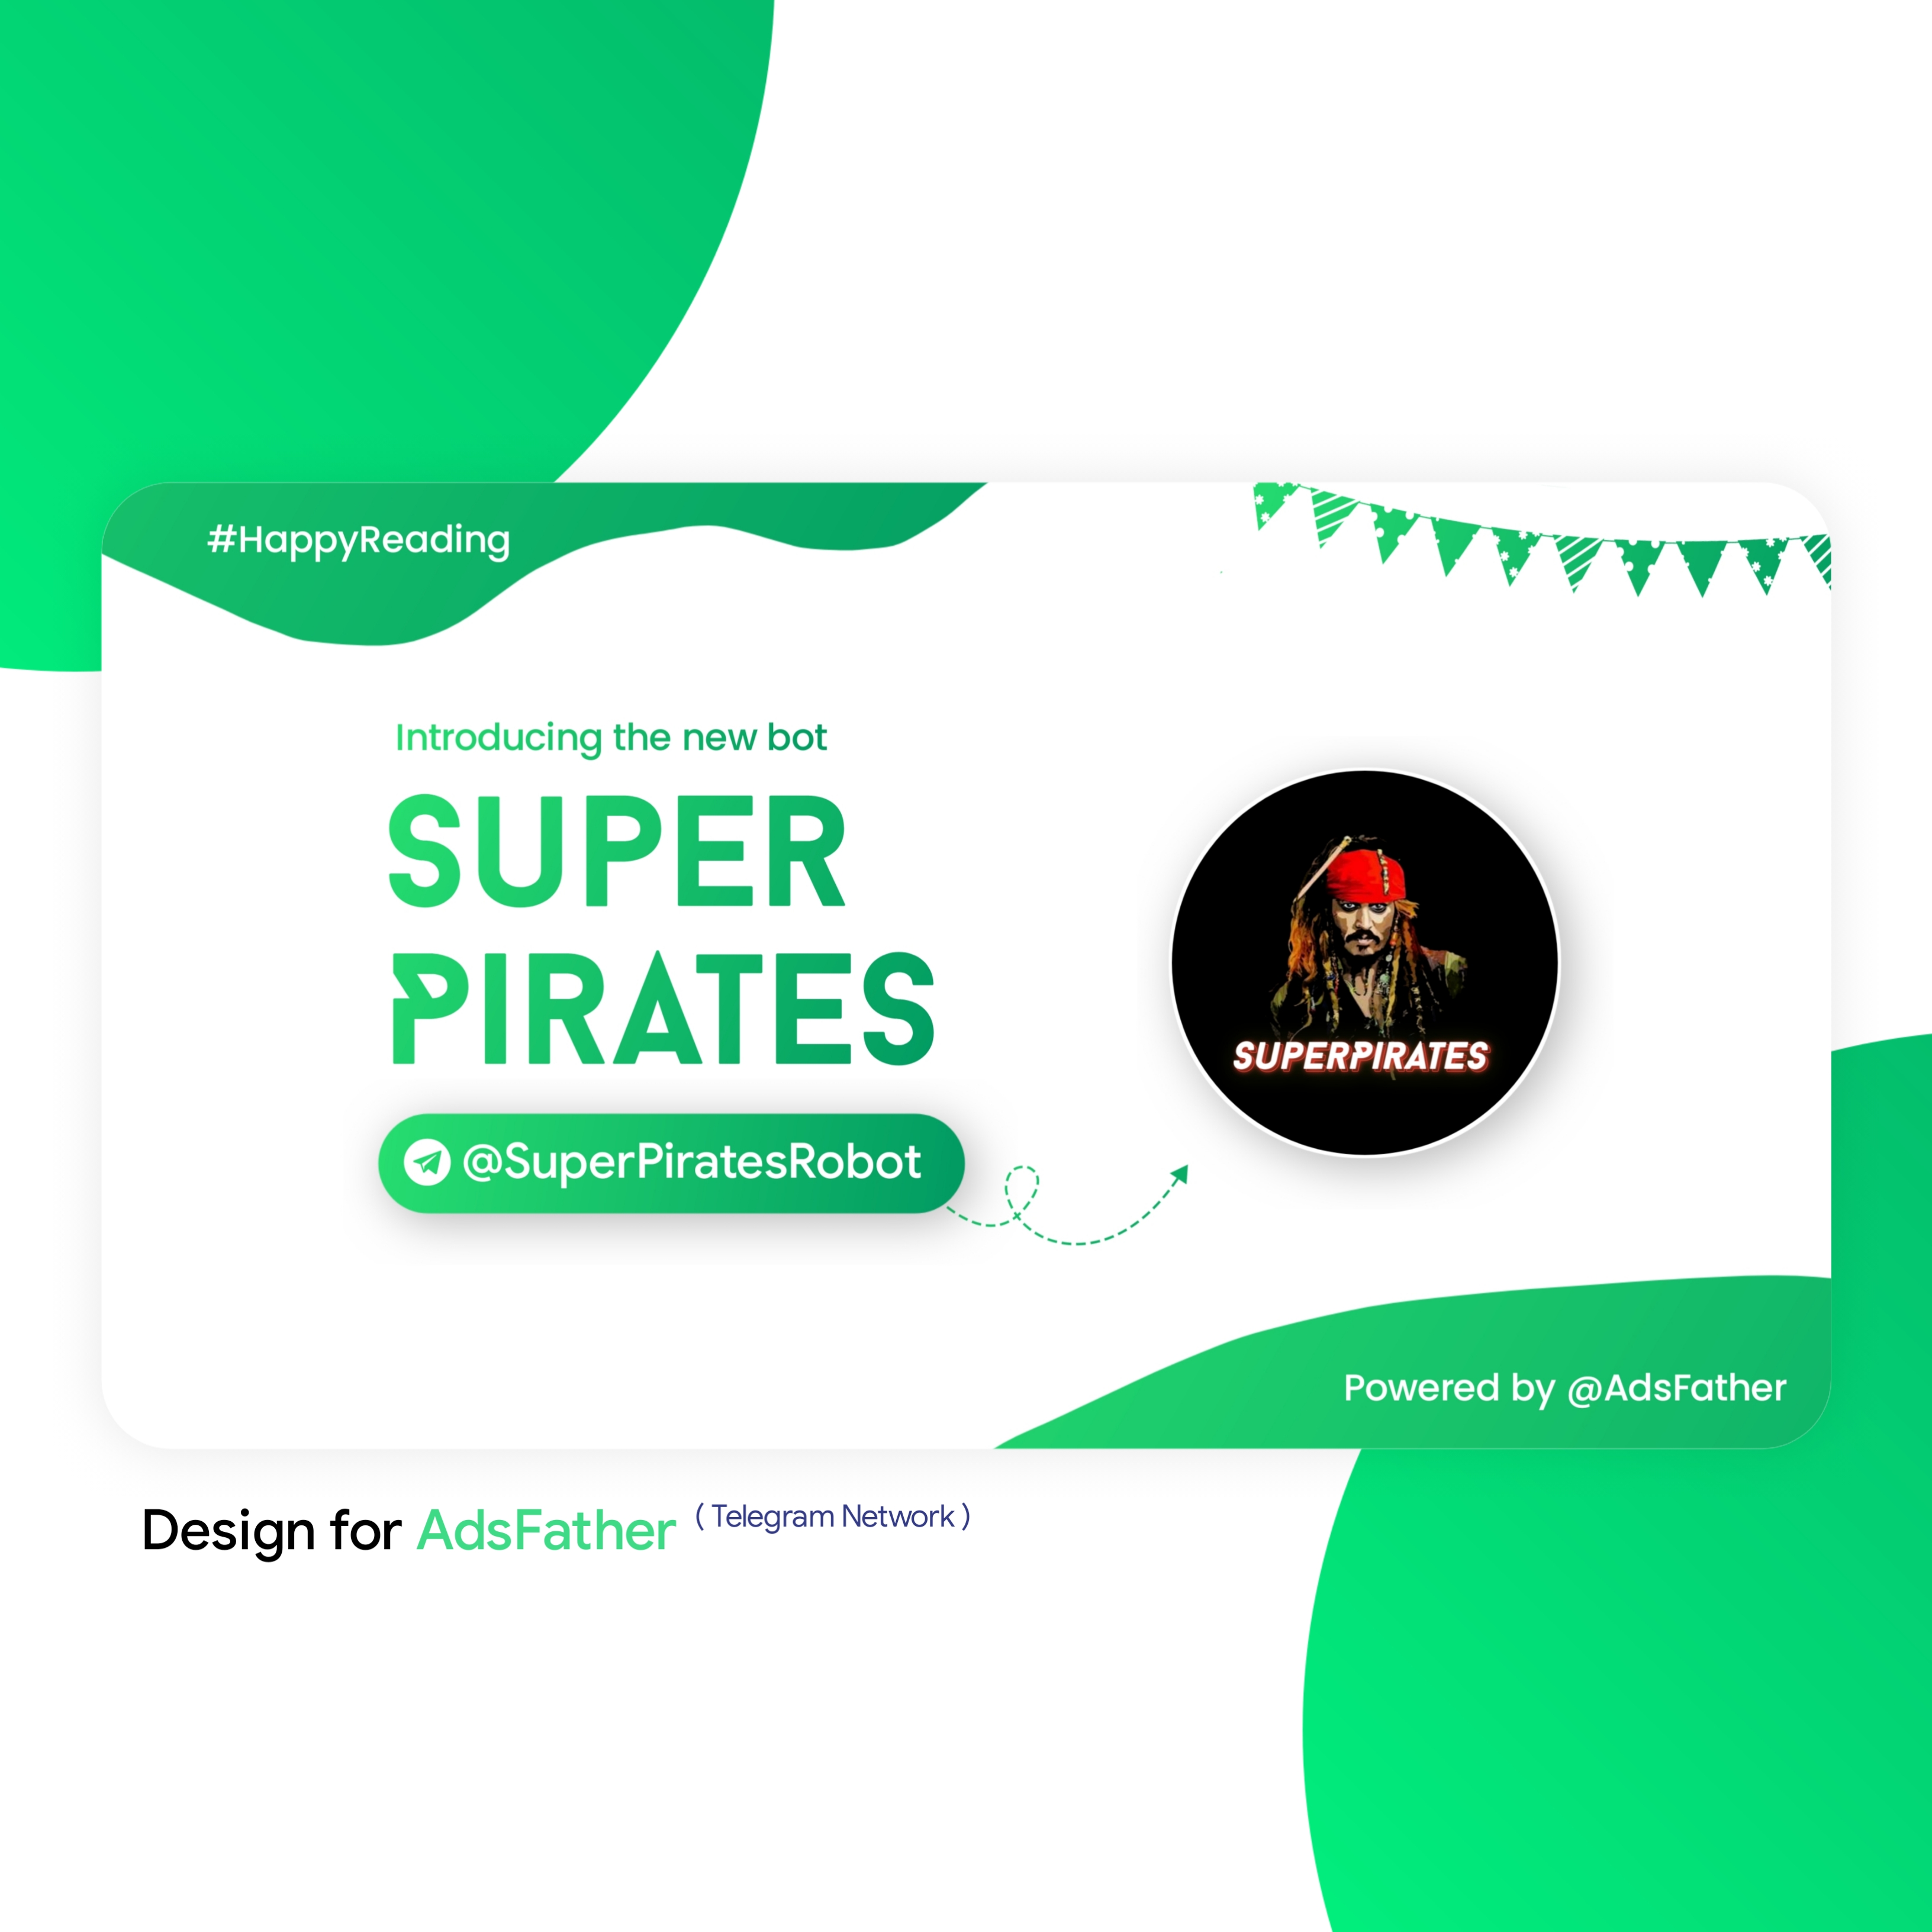 #HappyReading
Introducing the new bot
SUPER
PIRATES
@SuperPiratesRobot
SUPERPIRATES
Powered by @AdsFather
Design for AdsFather ( Telegram Network )